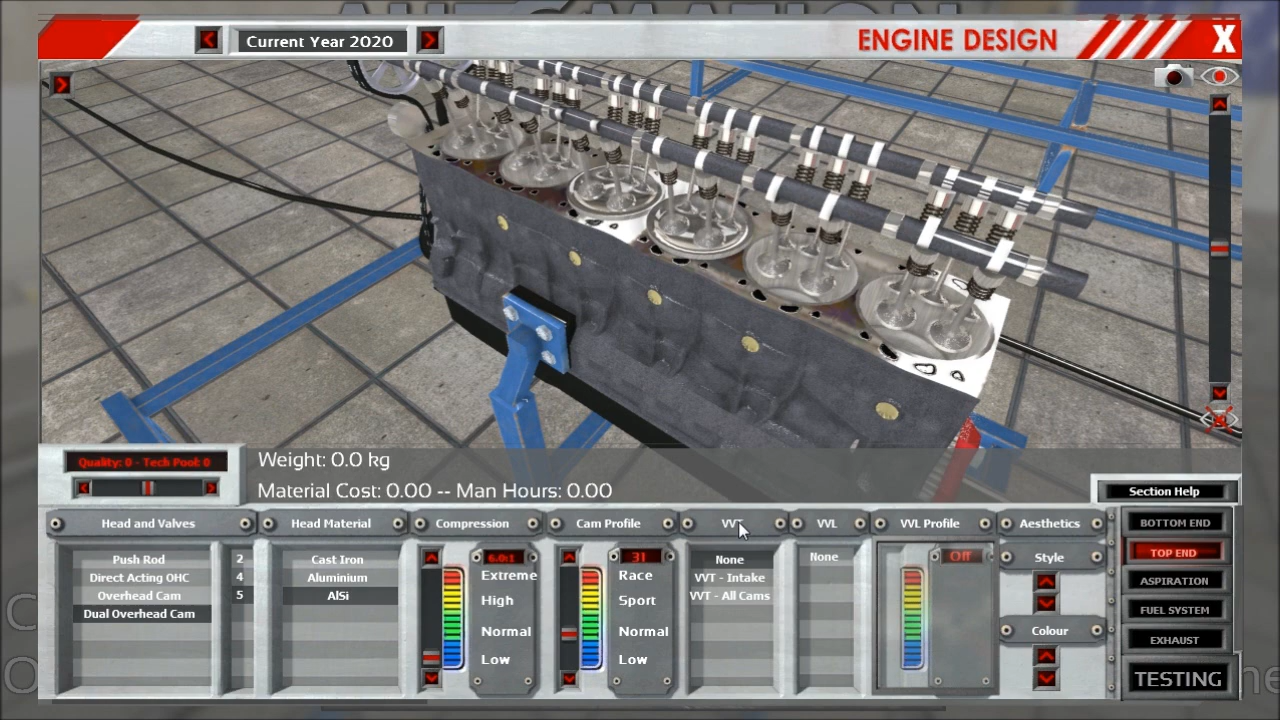 AUTOMATION
Current Year 2020
ENGINE DESIGN
X
Quality: 0 - Tech Pool: 0
Weight: 0.0 kg
Material Cost: 0.00 -- Man Hours: 0.00
Section Help
Head and Valves
Head Material
Compression
Cam Profile
VVT
VVL
VVL Profile
Aesthetics
BOTTOM END
Push Rod
2
Direct Acting OHC
4
Overhead Cam
5
Dual Overhead Cam
Cast Iron
Aluminium
AlSi
6.0:1
Extreme
High
Normal
Low
31
Race
Sport
Normal
Low
None
VVT - Intake
VVT - All Cams
None
Off
Style
Colour
TOP END
ASPIRATION
FUEL SYSTEM
EXHAUST
TESTING